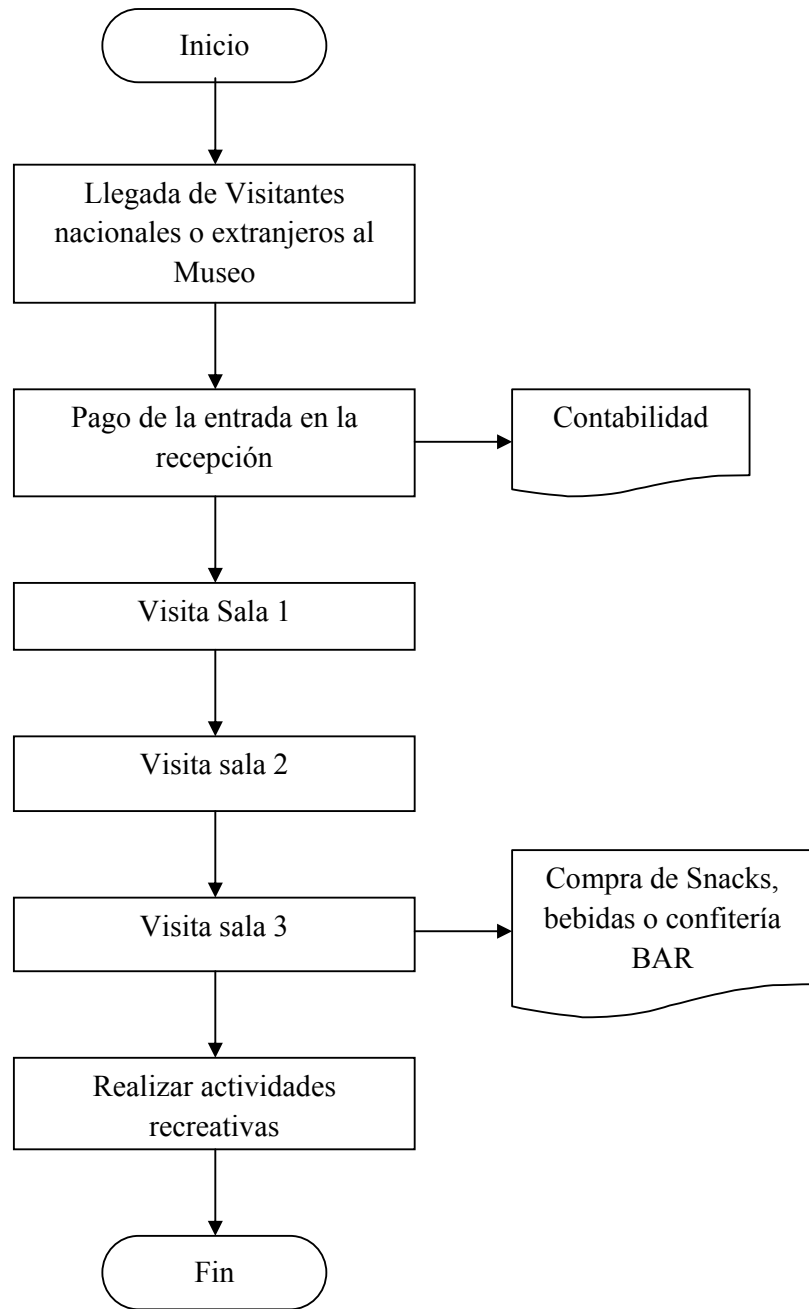 Inicio
Llegada de Visitantes
nacionales o extranjeros al
Museo
Pago de la entrada en la
recepción
Contabilidad
Visita Sala 1
Visita sala 2
Visita sala 3
Compra de Snacks,
bebidas o confitería
BAR
Realizar actividades
recreativas
Fin